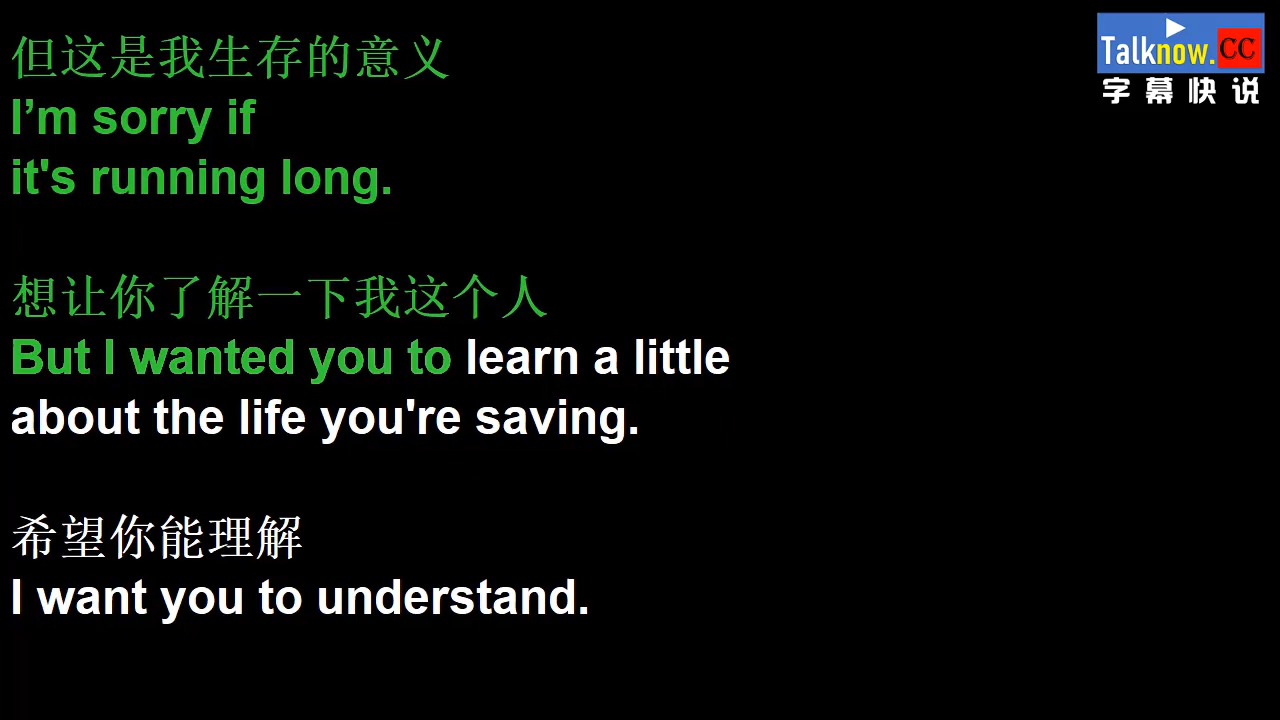 但这是我生存的意义
I’m sorry if
it's running long.
想让你了解一下我这个人
But I wanted you to learn a little
about the life you're saving.
希望你能理解
I want you to understand.
Talknow.CC
字幕快说